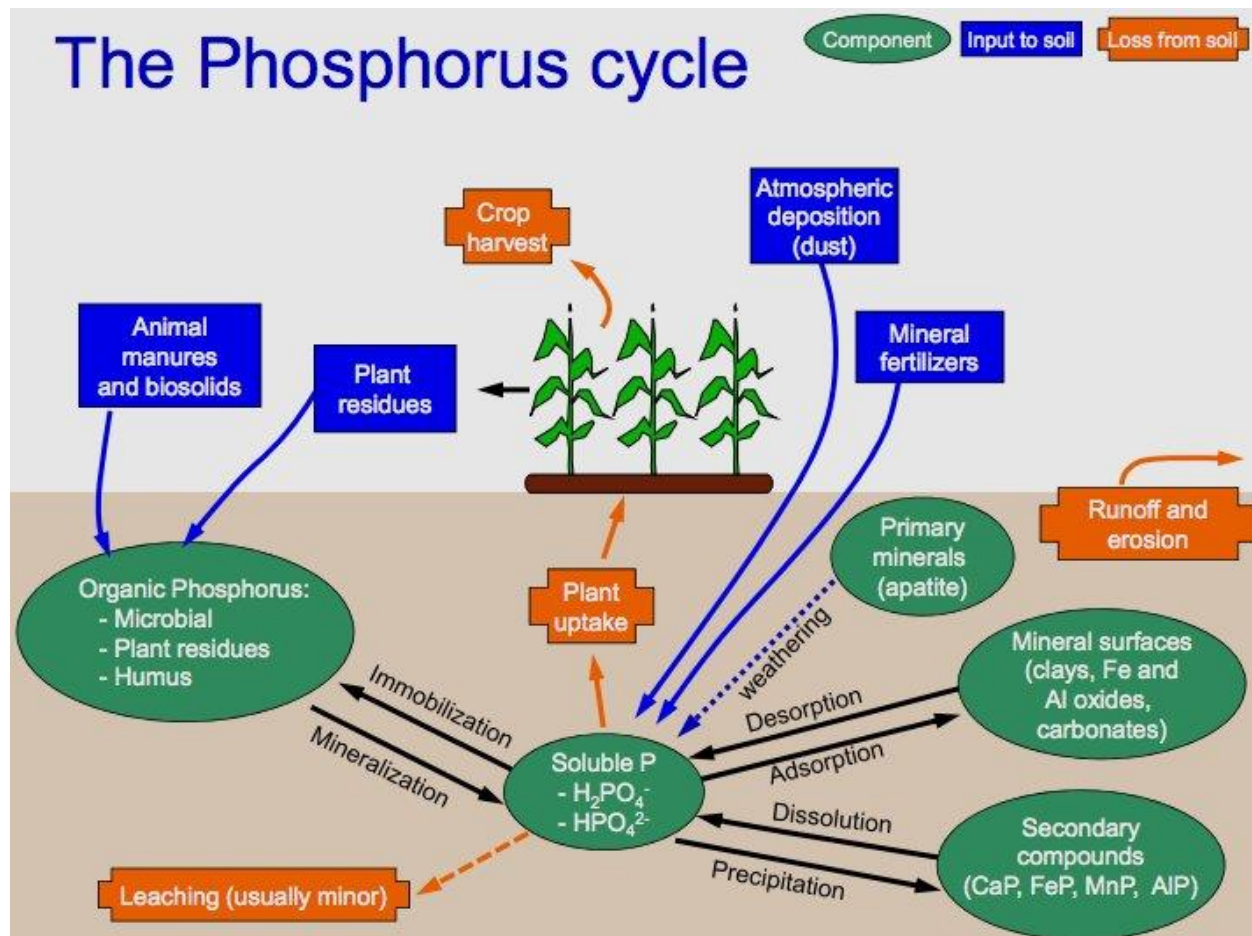 The Phosphorus cycle
Component
Input to soil
Loss from soil
Atmospheric
deposition
(dust)
Crop
harvest
Animal
manures
and biosolids
Plant
residues
Mineral
fertilizers
Runoff and
erosion
Primary
minerals
(apatite)
Organic Phosphorus:
- Microbial
- Plant residues
- Humus
Plant
uptake
weathering
Mineral surfaces
(clays, Fe and
Al oxides,
carbonates)
Immobilization
Mineralization
Desorption
Adsorption
Soluble P
- H₂PO₄⁻
- HPO₄²⁻
Dissolution
Precipitation
Secondary
compounds
(CaP, FeP, MnP, AlP)
Leaching (usually minor)